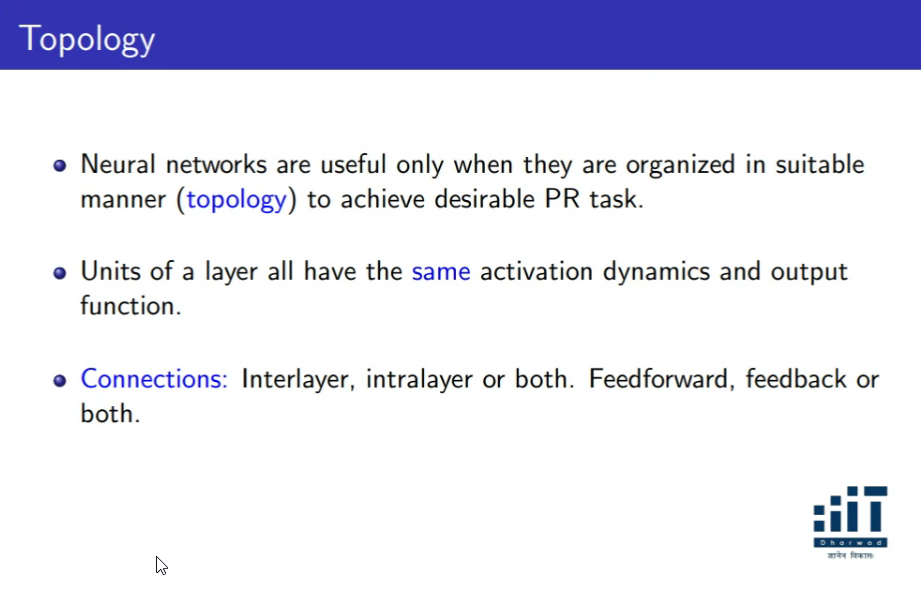 Topology
Neural networks are useful only when they are organized in suitable
manner (topology) to achieve desirable PR task.
Units of a layer all have the same activation dynamics and output
function.
Connections: Interlayer, intralayer or both. Feedforward, feedback or
both.
IIIT
Dharwad
ज्ञानेन विकासः